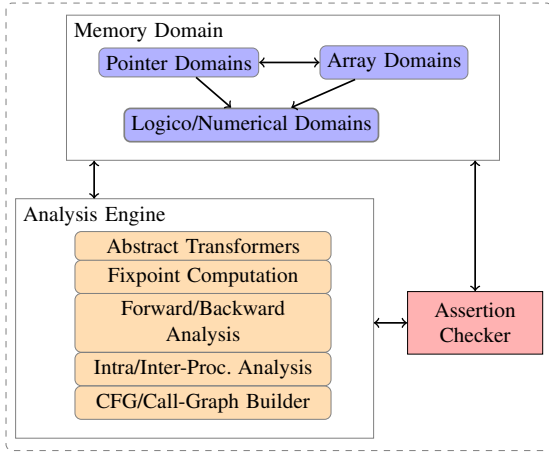 Memory Domain
Pointer Domains
Array Domains
Logico/Numerical Domains
Analysis Engine
Abstract Transformers
Fixpoint Computation
Forward/Backward
Analysis
Intra/Inter-Proc. Analysis
CFG/Call-Graph Builder
Assertion
Checker